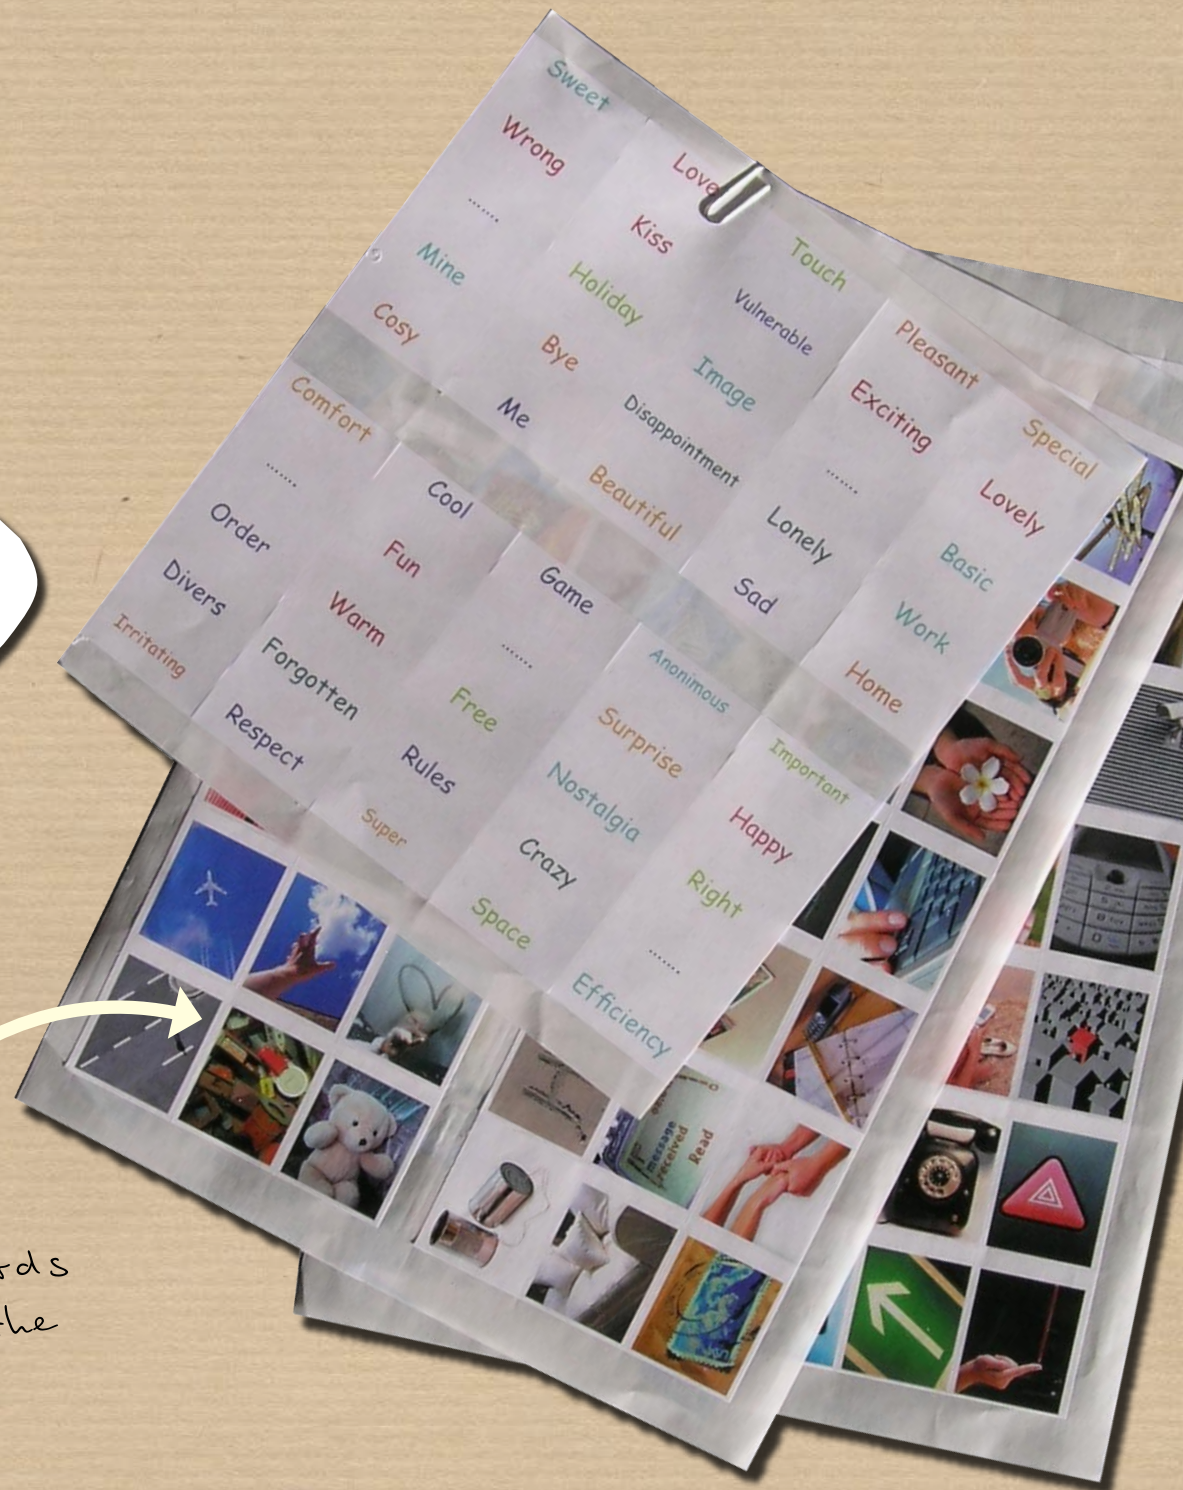 Sweet
Wrong
.......
Mine
Cosy
Love
Kiss
Holiday
Bye
Me
Touch
Vulnerable
Image
Disappointment
Beautiful
Pleasant
Exciting
.......
Lonely
Sad
Special
Lovely
Basic
Work
Home
Comfort
.......
Order
Divers
Irritating
Cool
Fun
Warm
Forgotten
Respect
Game
.......
Free
Rules
Super
Anonimous
Surprise
Nostalgia
Crazy
Space
Important
Happy
Right
.......
Efficiency
message
received
Read
the